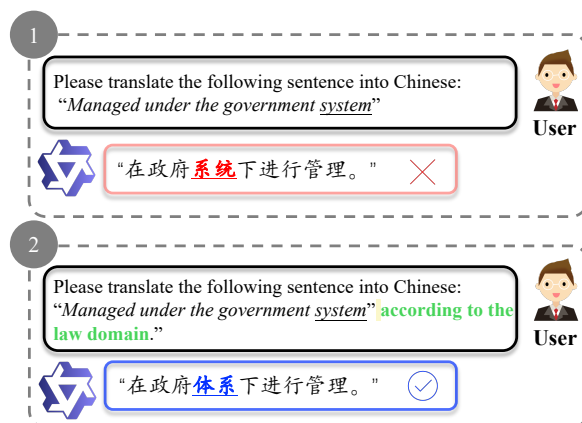 1
Please translate the following sentence into Chinese:
“Managed under the government system”
User
“在政府系统下进行管理。”
2
Please translate the following sentence into Chinese:
“Managed under the government system” according to the
law domain.”
User
“在政府体系下进行管理。”